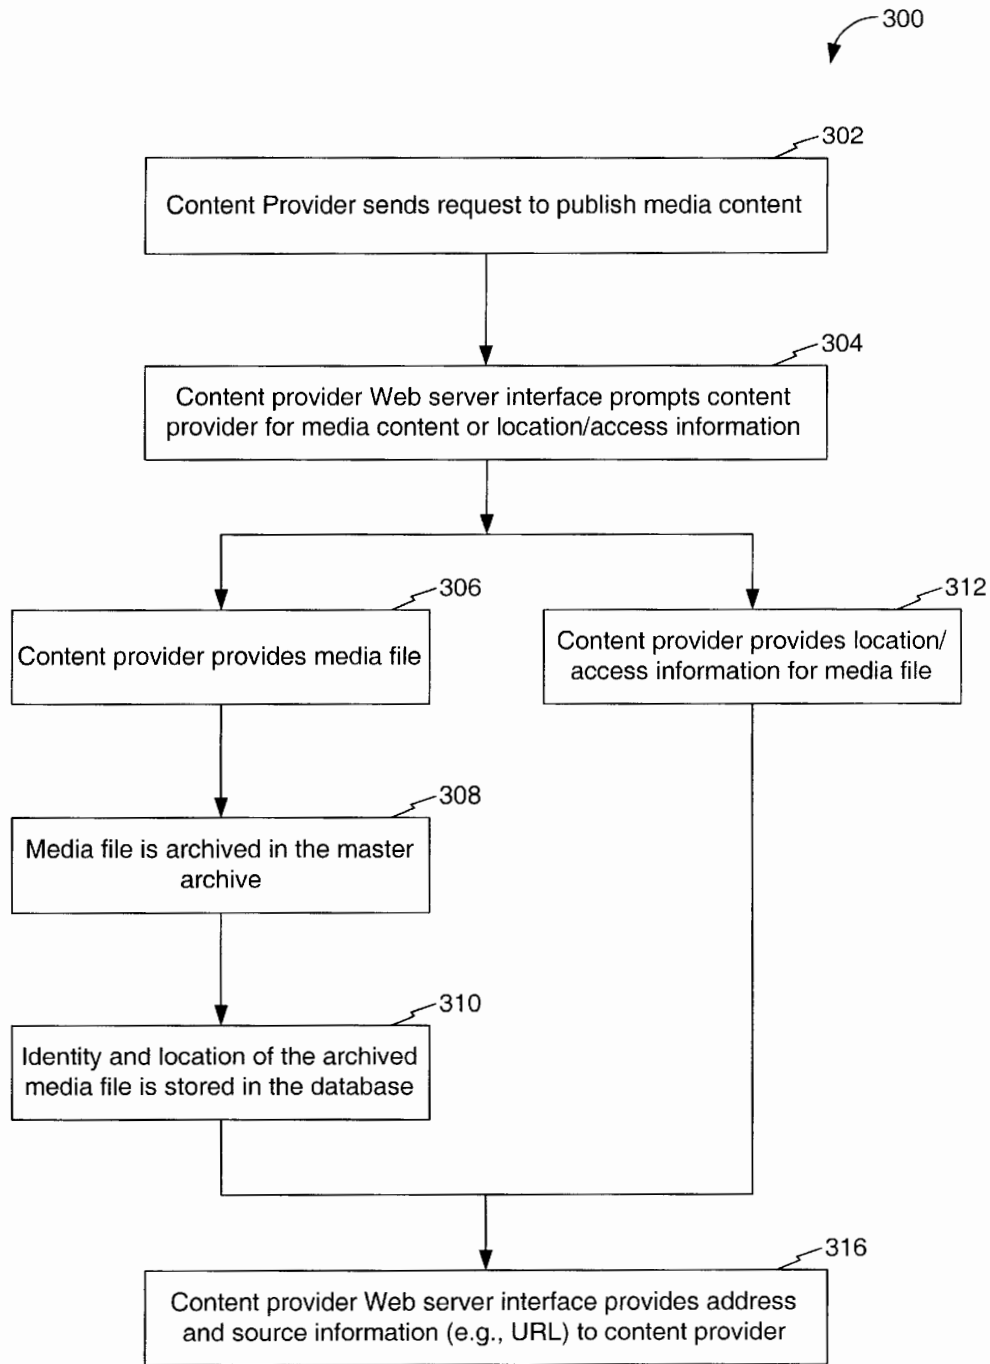 300
302
Content Provider sends request to publish media content
304
Content provider Web server interface prompts content
provider for media content or location/access information
306
Content provider provides media file
312
Content provider provides location/
access information for media file
308
Media file is archived in the master
archive
310
Identity and location of the archived
media file is stored in the database
316
Content provider Web server interface provides address
and source information (e.g., URL) to content provider